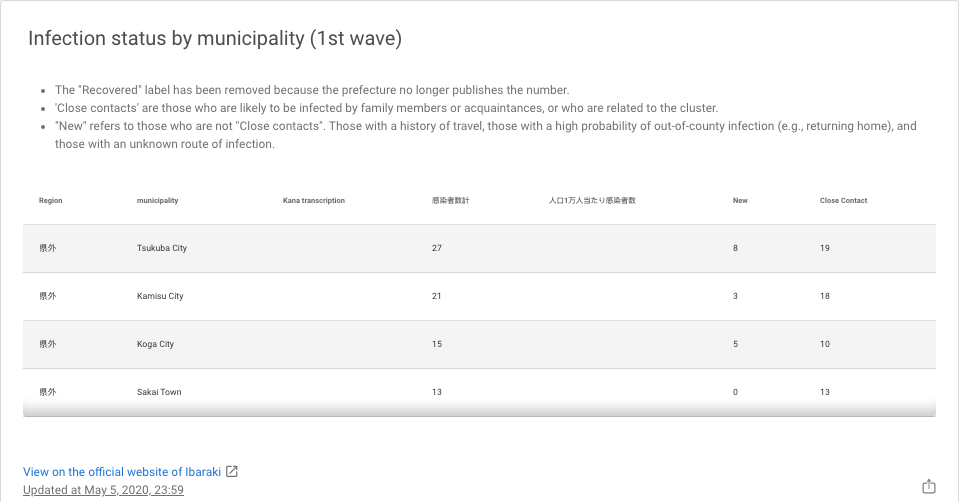 Infection status by municipality (1st wave)
The "Recovered" label has been removed because the prefecture no longer publishes the number.
'Close contacts' are those who are likely to be infected by family members or acquaintances, or who are related to the cluster.
"New" refers to those who are not "Close contacts". Those with a history of travel, those with a high probability of out-of-county infection (e.g., returning home), and
those with an unknown route of infection.
Region municipality Kana transcription 感染者数計 人口1万人当たり感染者数 New Close Contact
県外 Tsukuba City 27 8 19
県外 Kamisu City 21 3 18
県外 Koga City 15 5 10
県外 Sakai Town 13 0 13
View on the official website of Ibaraki
Updated at May 5, 2020, 23:59